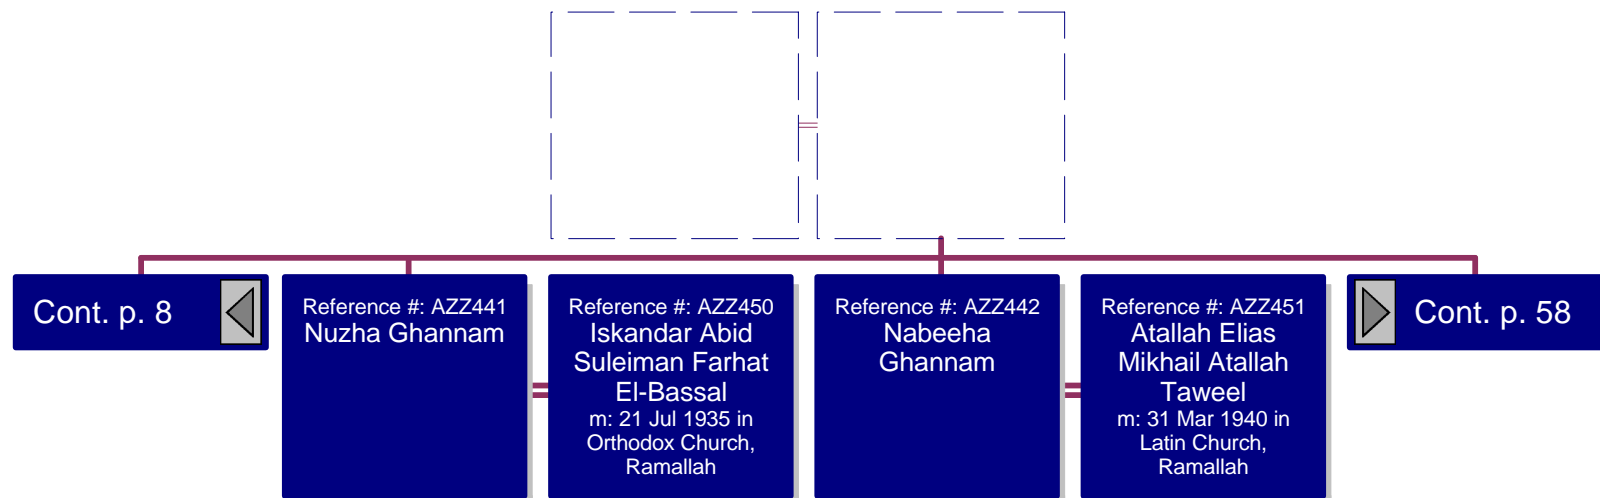 Cont. p. 8
Reference #: AZZ441
Nuzha Ghannam
Reference #: AZZ450
Iskandar Abid
Suleiman Farhat
El-Bassal
m: 21 Jul 1935 in
Orthodox Church,
Ramallah
Reference #: AZZ442
Nabeeha
Ghannam
Reference #: AZZ451
Atallah Elias
Mikhail Atallah
Taweel
m: 31 Mar 1940 in
Latin Church,
Ramallah
Cont. p. 58